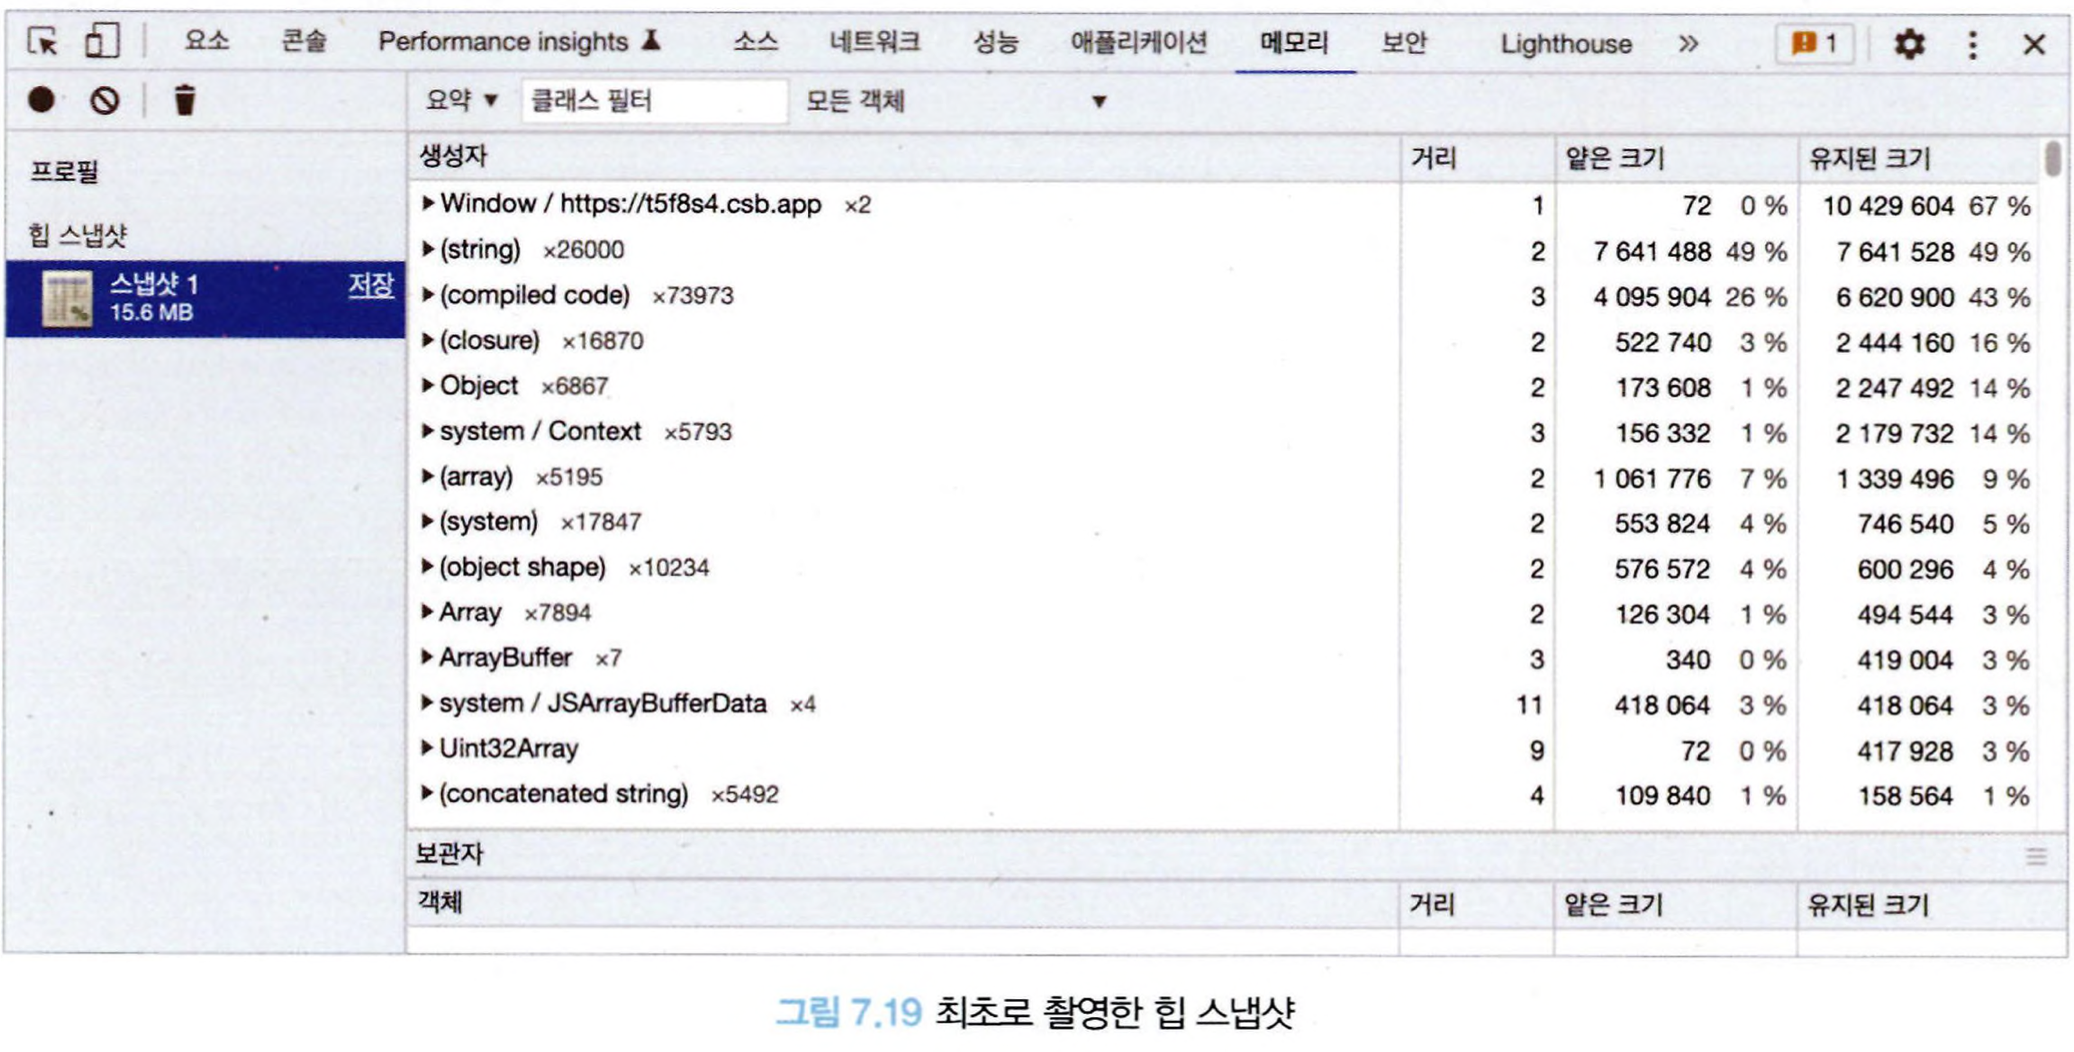 요소 콘솔 Performance insights 소스 네트워크 성능 애플리케이션 메모리 보안 Lighthouse » 1
요약 ▼ 클래스 필터 모든 객체 ▼
프로필
힙 스냅샷
스냅샷 1 저장
15.6 MB
생성자 거리 얕은 크기 유지된 크기
Window / https://t5f8s4.csb.app ×2 1 72 0 % 10 429 604 67 %
(string) ×26000 2 7 641 488 49 % 7 641 528 49 %
(compiled code) ×73973 3 4 095 904 26 % 6 620 900 43 %
(closure) ×16870 2 522 740 3 % 2 444 160 16 %
Object ×6867 2 173 608 1 % 2 247 492 14 %
system / Context ×5793 3 156 332 1 % 2 179 732 14 %
(array) ×5195 2 1 061 776 7 % 1 339 496 9 %
(system) ×17847 2 553 824 4 % 746 540 5 %
(object shape) ×10234 2 576 572 4 % 600 296 4 %
Array ×7894 2 126 304 1 % 494 544 3 %
ArrayBuffer ×7 3 340 0 % 419 004 3 %
system / JSArrayBufferData ×4 11 418 064 3 % 418 064 3 %
Uint32Array 9 72 0 % 417 928 3 %
(concatenated string) ×5492 4 109 840 1 % 158 564 1 %
보관자
객체 거리 얕은 크기 유지된 크기
그림 7.19 최초로 촬영한 힙 스냅샷